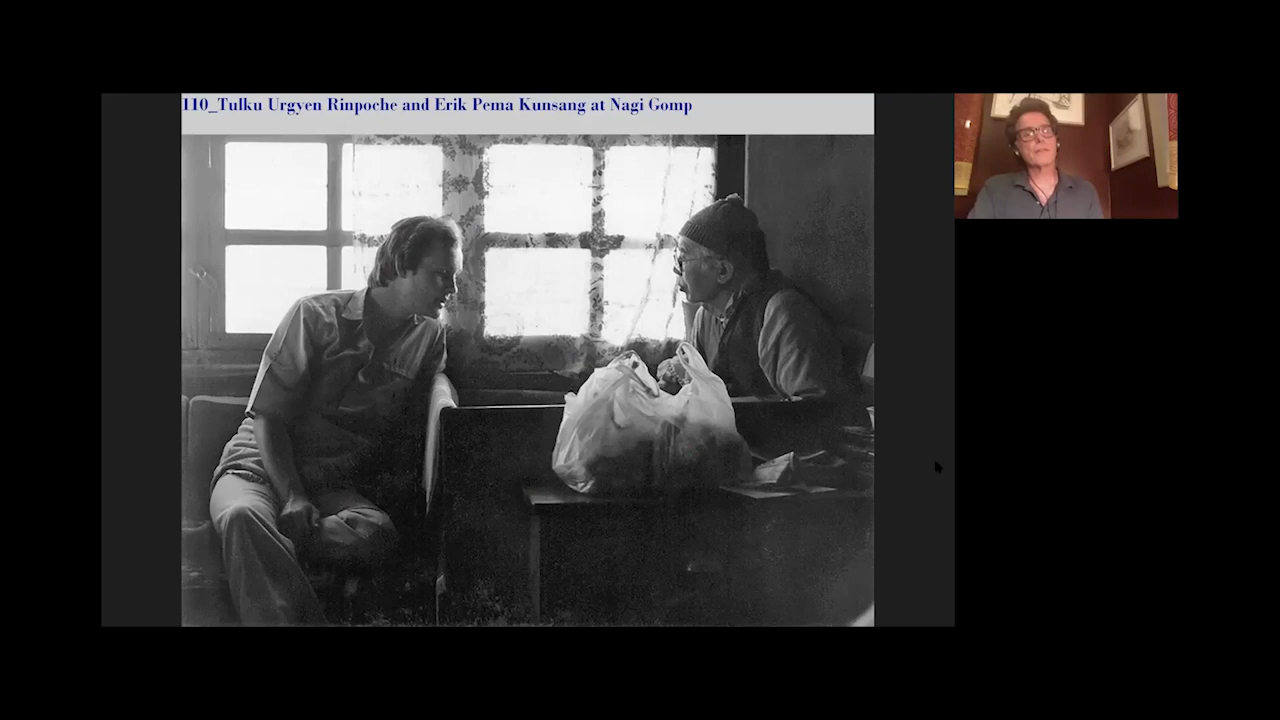 110_Tulku Urgyen Rinpoche and Erik Pema Kunsang at Nagi Gomp